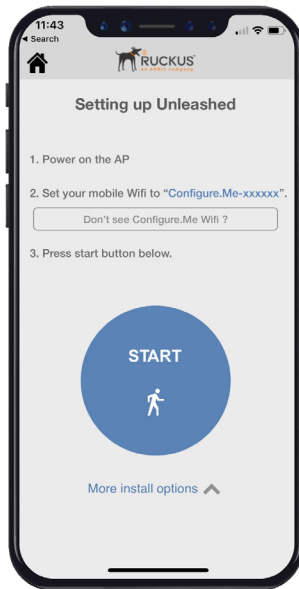 11:43
Search
RUCKUS
an ARRIS company
Setting up Unleashed
1. Power on the AP
2. Set your mobile Wifi to “Configure.Me-xxxxxx”.
Don't see Configure.Me Wifi ?
3. Press start button below.
START
More install options